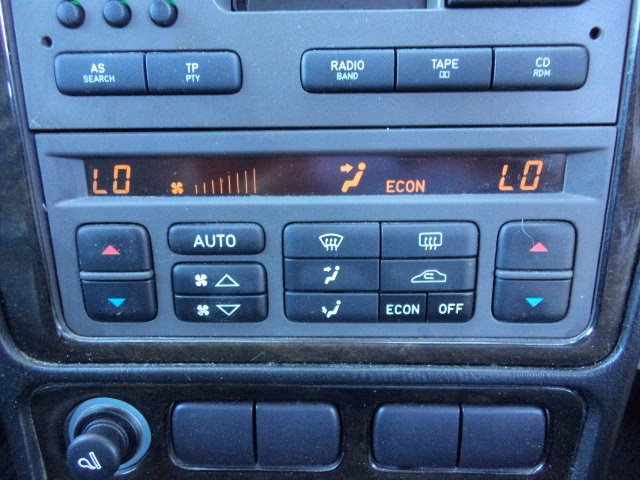 AS TP RADIO TAPE CD
SEARCH PTY BAND RDM
LO ECON LO
AUTO
ECON OFF